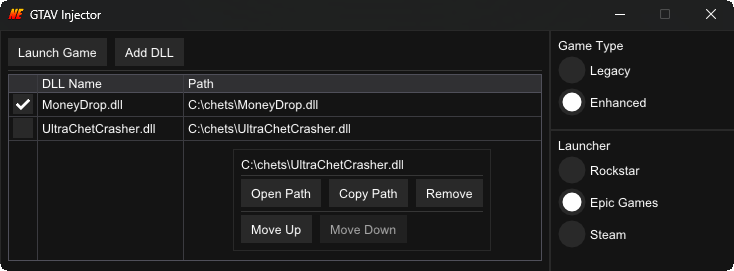 NE GTAV Injector
Launch Game Add DLL
DLL Name Path
MoneyDrop.dll C:\chets\MoneyDrop.dll
UltraChetCrasher.dll C:\chets\UltraChetCrasher.dll
C:\chets\UltraChetCrasher.dll
Open Path Copy Path Remove
Move Up Move Down
Game Type
Legacy
Enhanced
Launcher
Rockstar
Epic Games
Steam